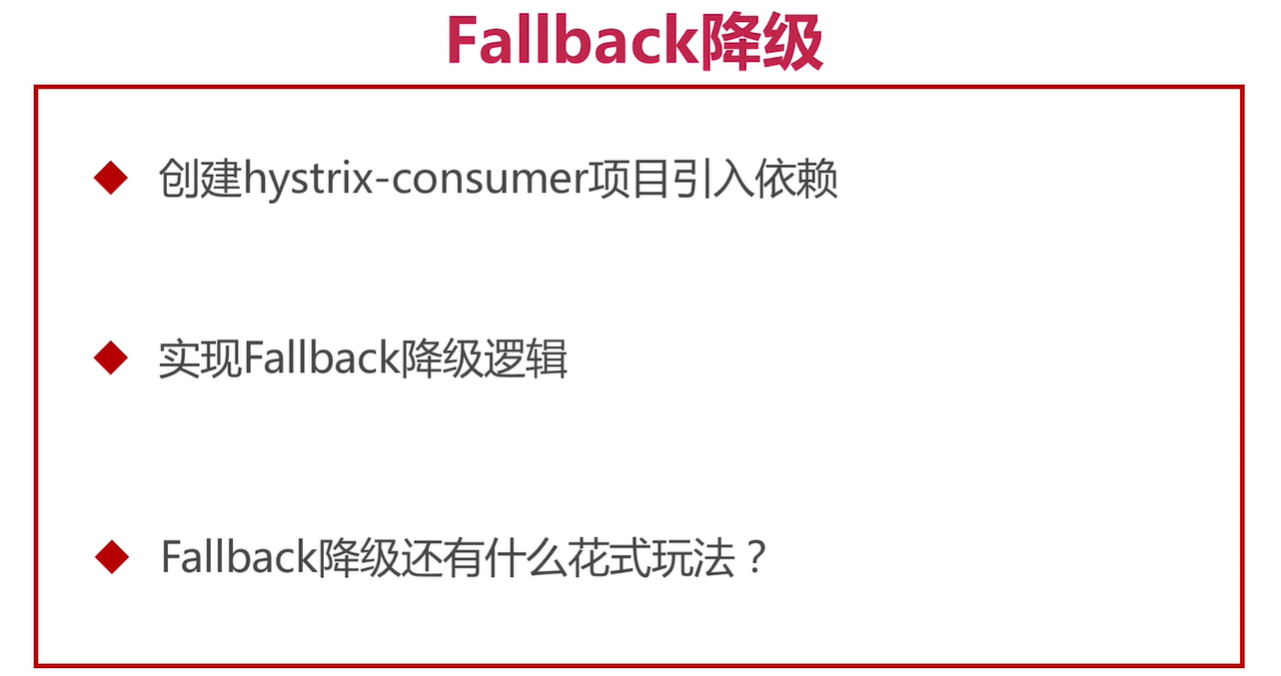 Fallback降级
创建hystrix-consumer项目引入依赖
实现Fallback降级逻辑
Fallback降级还有什么花式玩法？